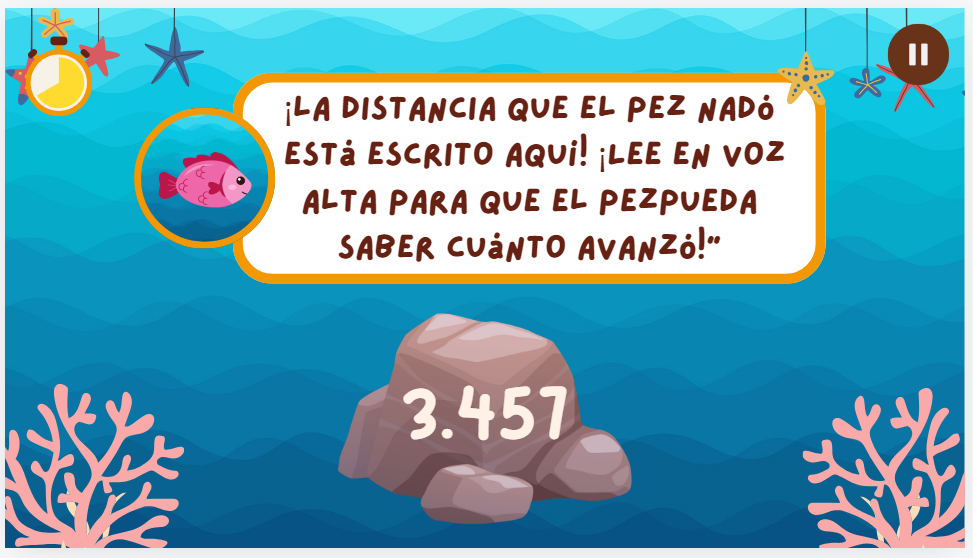 ¡LA DISTANCIA QUE EL PEZ NADÓ
ESTÁ ESCRITO AQUÍ! ¡LEE EN VOZ
ALTA PARA QUE EL PEZPUEDA
SABER CUÁNTO AVANZÓ!"
3.457